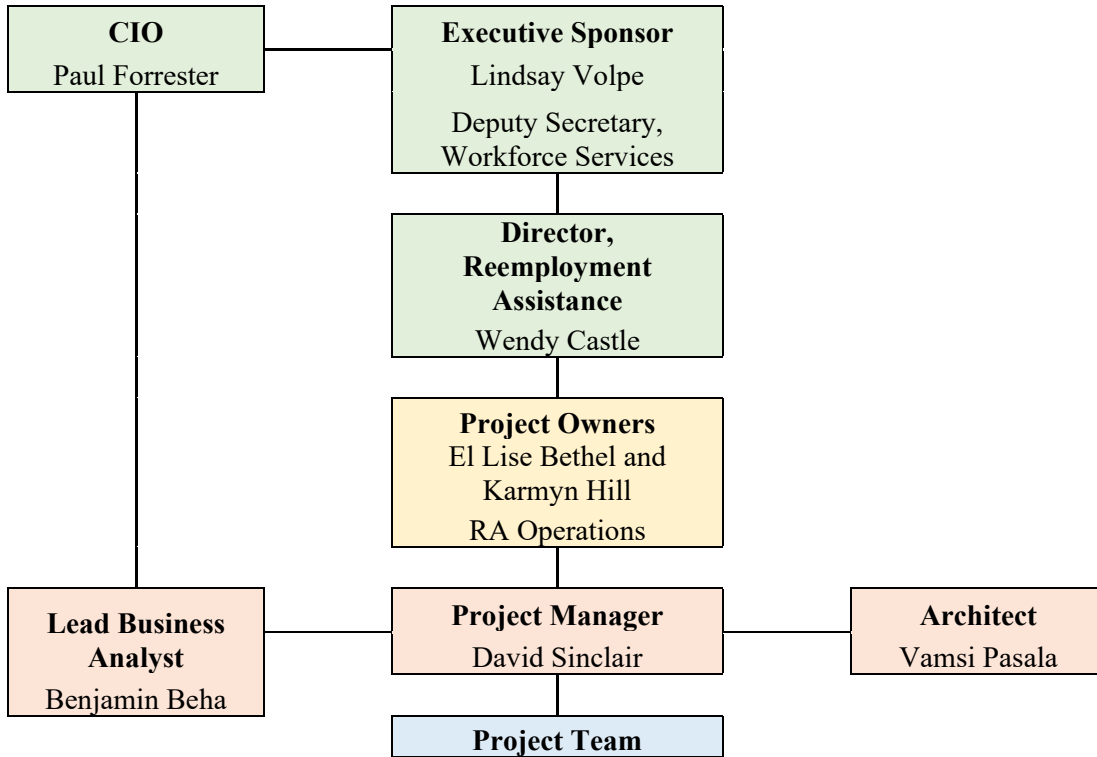 CIO
Paul Forrester
Executive Sponsor
Lindsay Volpe
Deputy Secretary,
Workforce Services
Director,
Reemployment
Assistance
Wendy Castle
Project Owners
El Lise Bethel and
Karmyn Hill
RA Operations
Lead Business
Analyst
Benjamin Beha
Project Manager
David Sinclair
Architect
Vamsi Pasala
Project Team